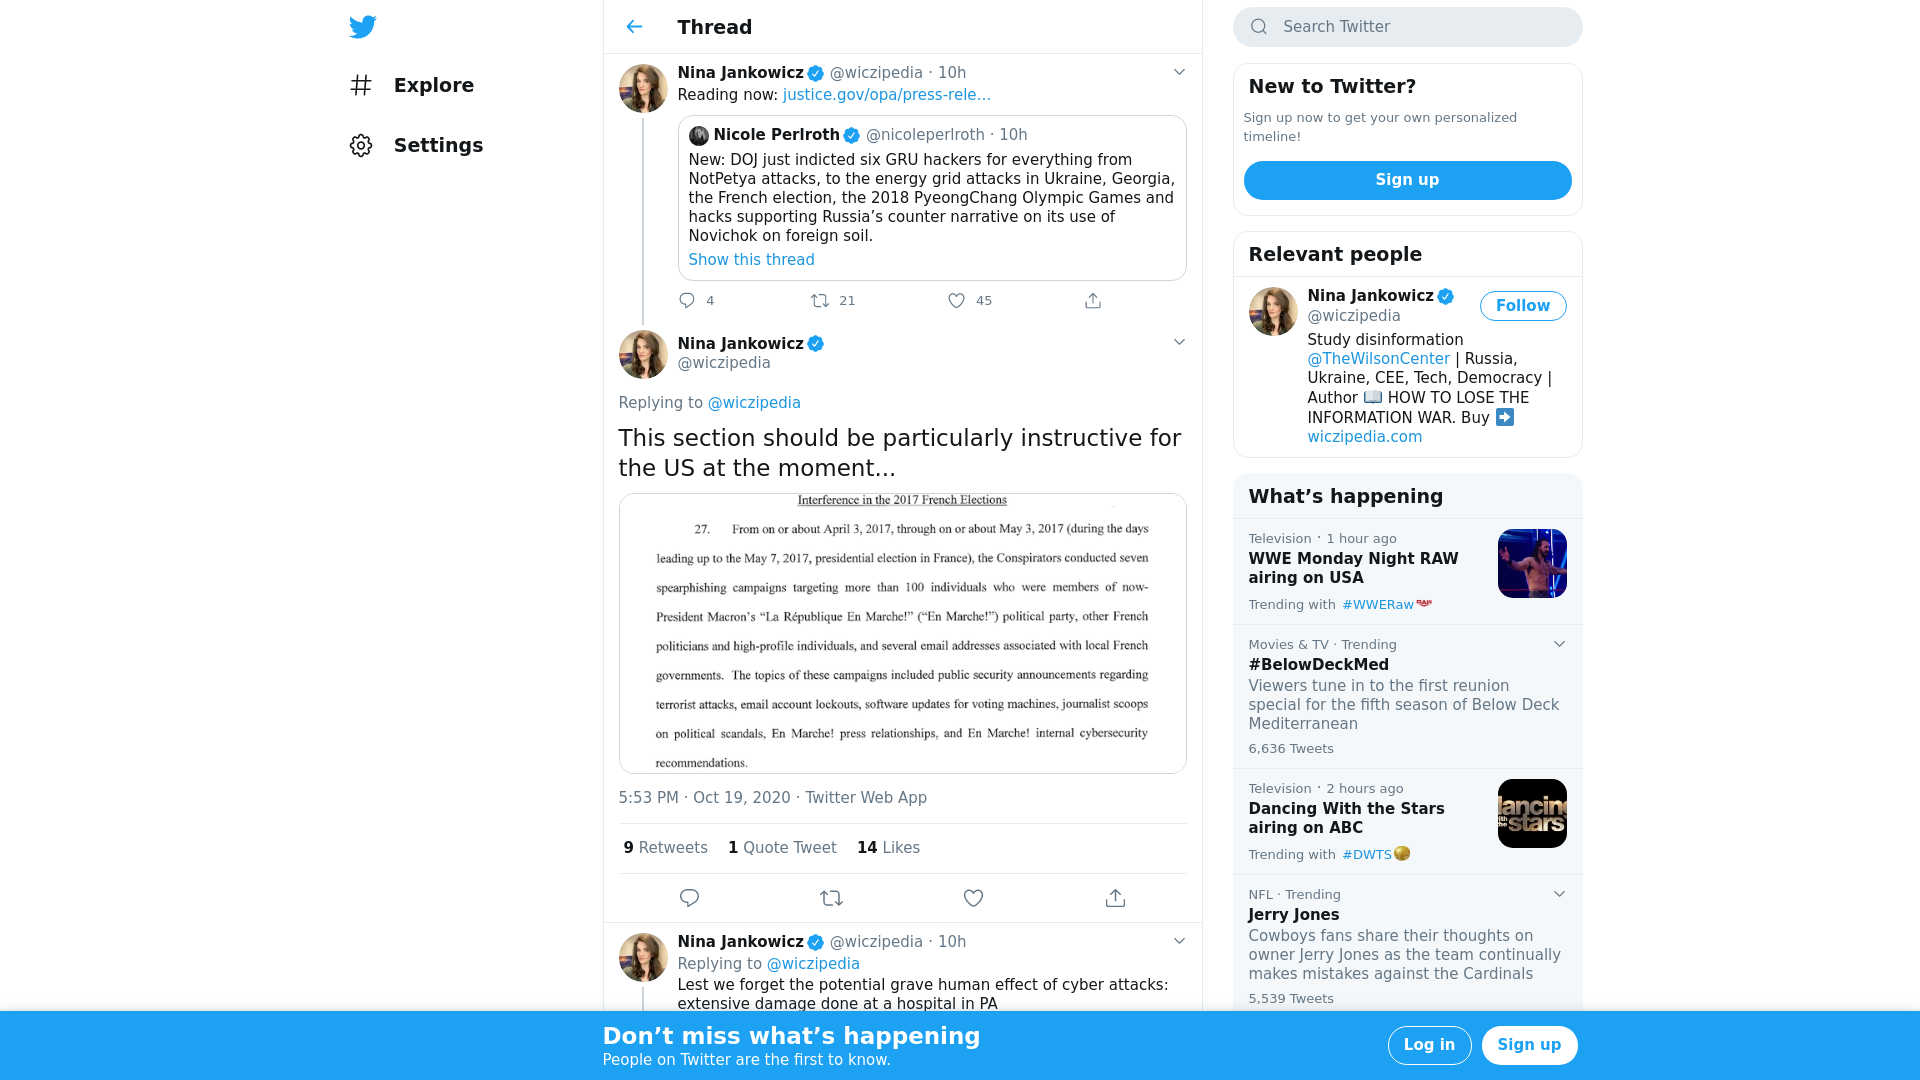 Explore
Settings
Thread
Nina Jankowicz @wiczipedia · 10h
Reading now: justice.gov/opa/press-rele…
Nicole Perlroth @nicoleperlroth · 10h
New: DOJ just indicted six GRU hackers for everything from
NotPetya attacks, to the energy grid attacks in Ukraine, Georgia,
the French election, the 2018 PyeongChang Olympic Games and
hacks supporting Russia’s counter narrative on its use of
Novichok on foreign soil.
Show this thread
4 21 45
Nina Jankowicz
@wiczipedia
Replying to @wiczipedia
This section should be particularly instructive for
the US at the moment...
Interference in the 2017 French Elections
27. From on or about April 3, 2017, through on or about May 3, 2017 (during the days
leading up to the May 7, 2017, presidential election in France), the Conspirators conducted seven
spearphishing campaigns targeting more than 100 individuals who were members of now-
President Macron’s “La République En Marche!” (“En Marche!”) political party, other French
politicians and high-profile individuals, and several email addresses associated with local French
governments. The topics of these campaigns included public security announcements regarding
terrorist attacks, email account lockouts, software updates for voting machines, journalist scoops
on political scandals, En Marche! press relationships, and En Marche! internal cybersecurity
recommendations.
5:53 PM · Oct 19, 2020 · Twitter Web App
9 Retweets 1 Quote Tweet 14 Likes
Nina Jankowicz @wiczipedia · 10h
Replying to @wiczipedia
Lest we forget the potential grave human effect of cyber attacks:
extensive damage done at a hospital in PA
Search Twitter
New to Twitter?
Sign up now to get your own personalized
timeline!
Sign up
Relevant people
Nina Jankowicz
@wiczipedia
Follow
Study disinformation
@TheWilsonCenter | Russia,
Ukraine, CEE, Tech, Democracy |
Author 📖 HOW TO LOSE THE
INFORMATION WAR. Buy ➡
wiczipedia.com
What’s happening
Television · 1 hour ago
WWE Monday Night RAW
airing on USA
Trending with #WWERaw
Movies & TV · Trending
#BelowDeckMed
Viewers tune in to the first reunion
special for the fifth season of Below Deck
Mediterranean
6,636 Tweets
Television · 2 hours ago
Dancing With the Stars
airing on ABC
Trending with #DWTS
dancing
with the
stars
NFL · Trending
Jerry Jones
Cowboys fans share their thoughts on
owner Jerry Jones as the team continually
makes mistakes against the Cardinals
5,539 Tweets
Don’t miss what’s happening
People on Twitter are the first to know.
Log in
Sign up